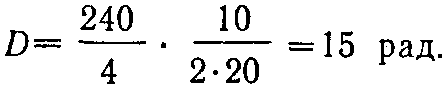 D = 240/4 · 10/2·20 = 15 рад.